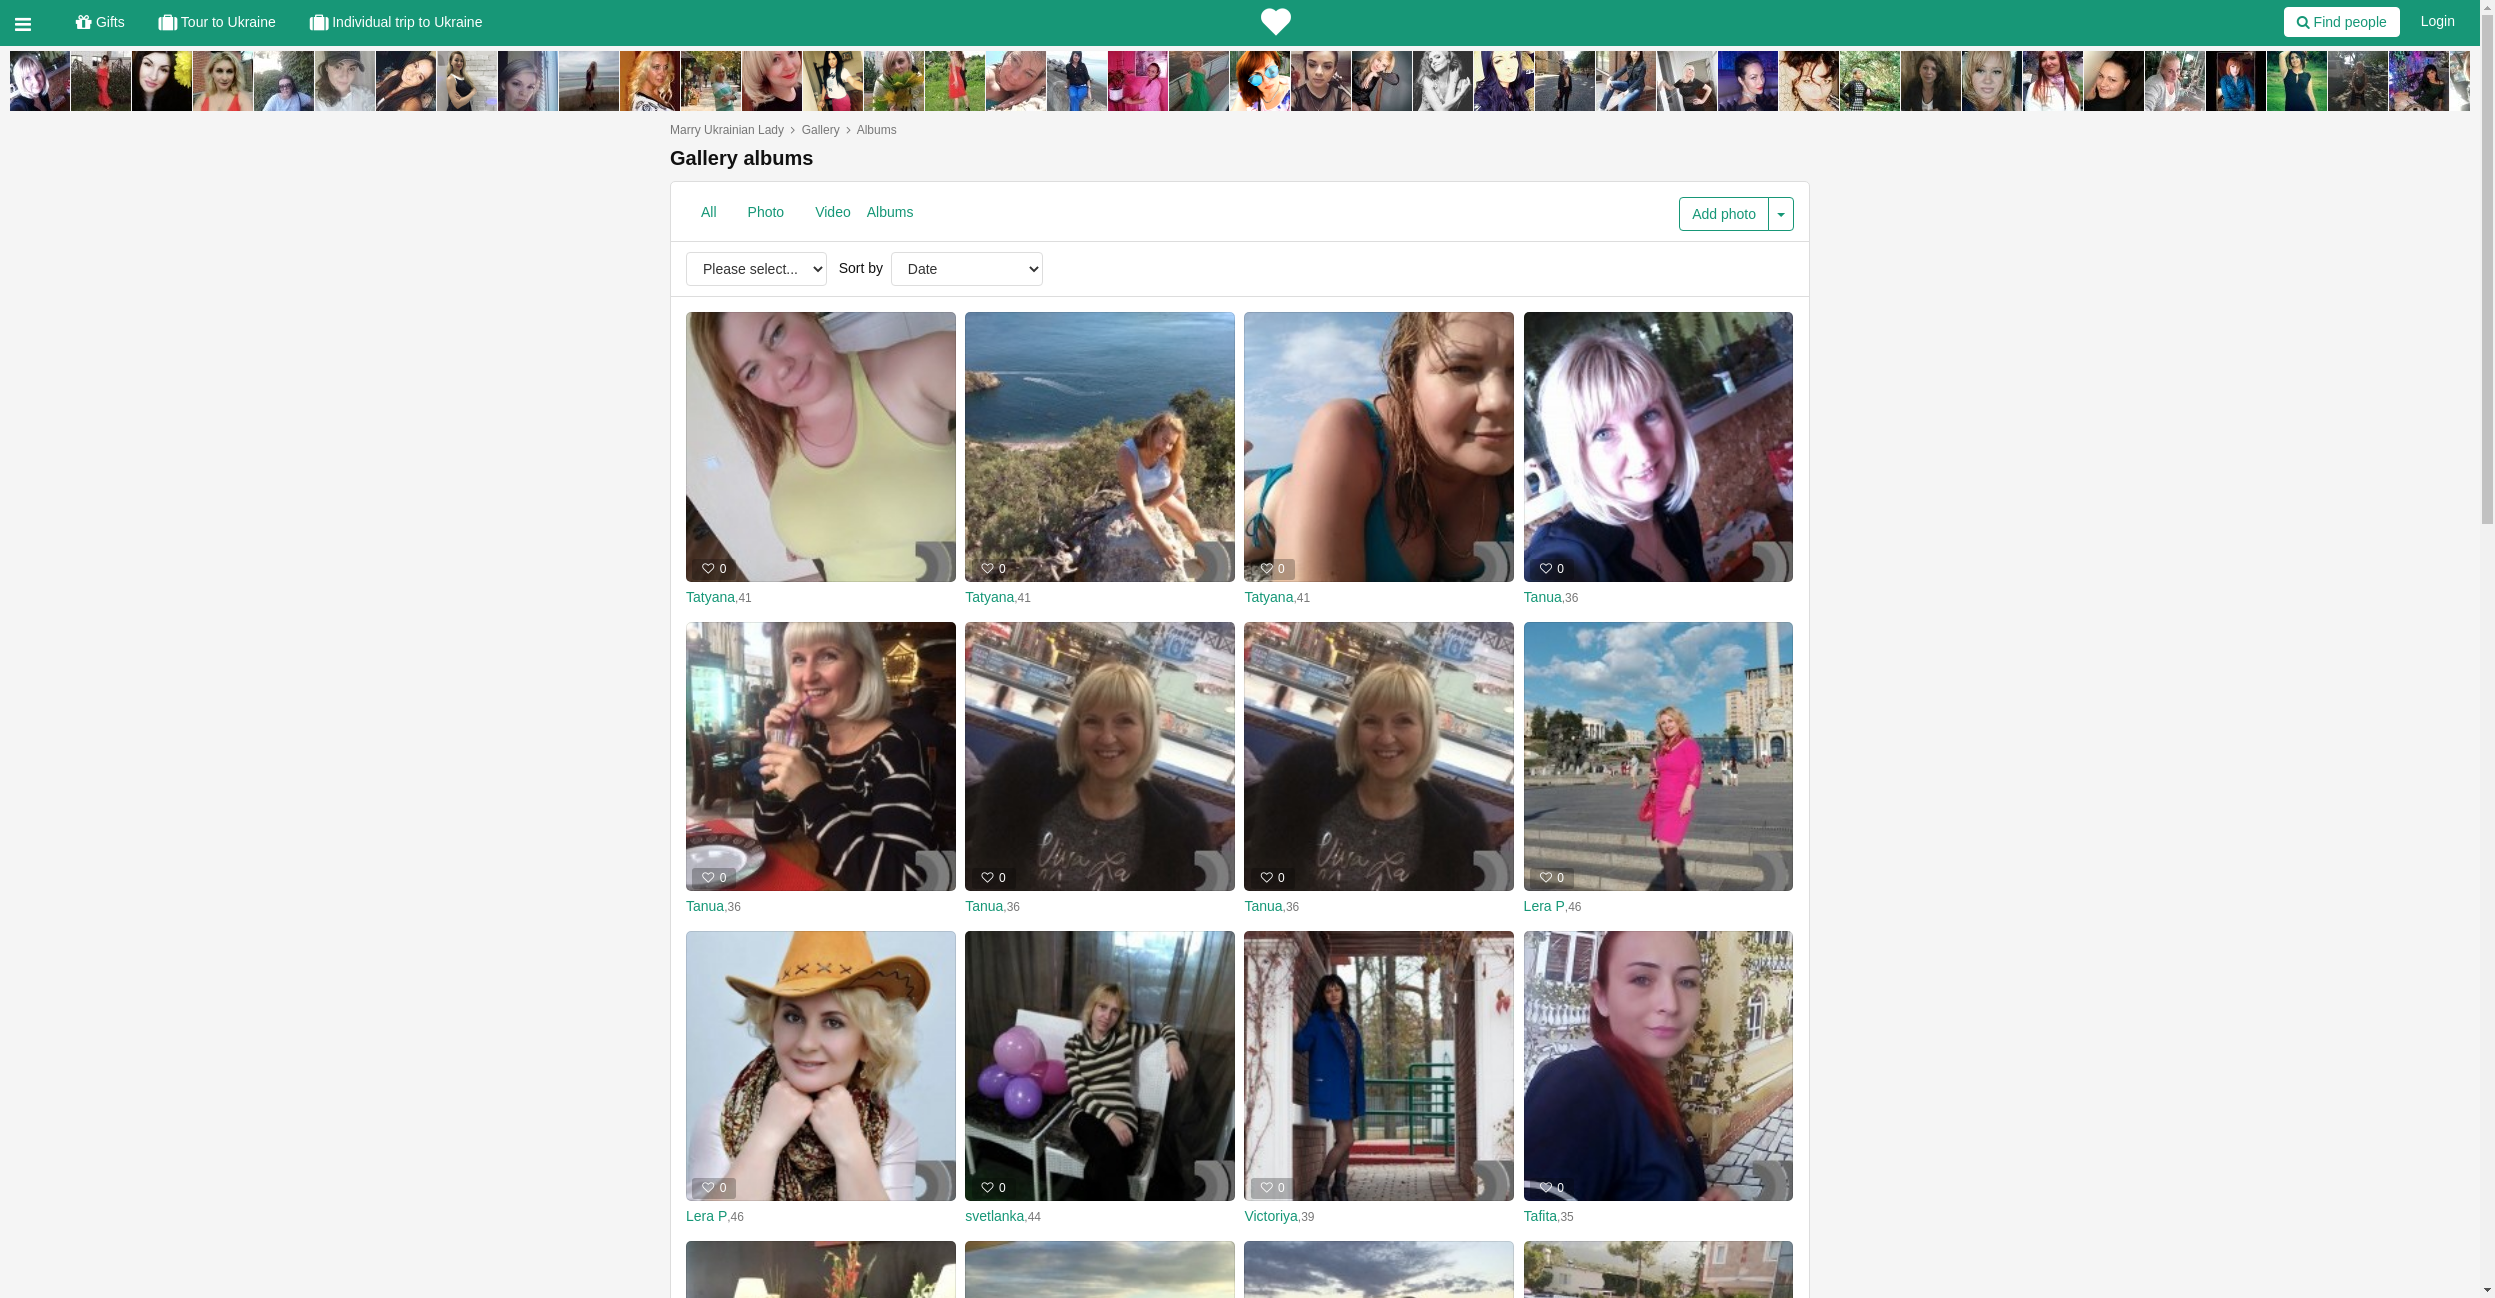 Gifts
Tour to Ukraine
Individual trip to Ukraine
Find people
Login
Marry Ukrainian Lady › Gallery › Albums
Gallery albums
All
Photo
Video
Albums
Add photo
Please select...
Sort by
Date
0
0
0
0
Tatyana,41
Tatyana,41
Tatyana,41
Tanua,36
0
0
0
0
Tanua,36
Tanua,36
Tanua,36
Lera P,46
0
0
0
0
Lera P,46
svetlanka,44
Victoriya,39
Tafita,35